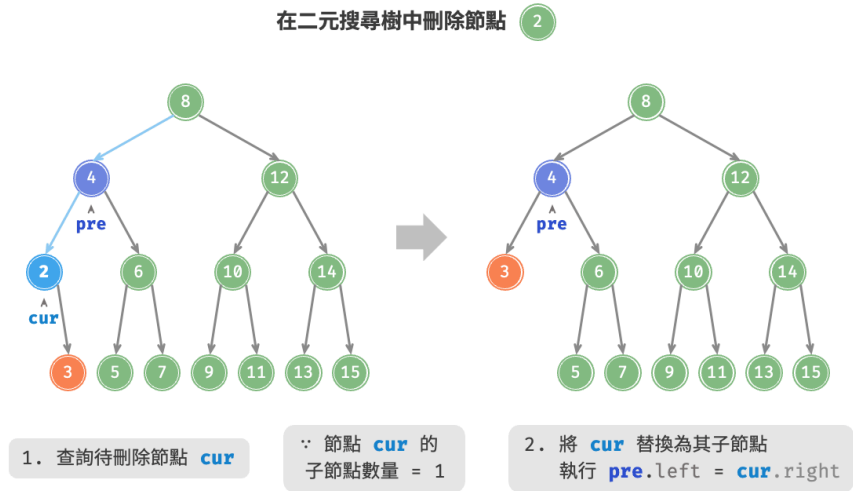 在二元搜尋樹中刪除節點 2
8 8
4 12 4 12
pre pre
2 6 10 14 3 6 10 14
cur
3 5 7 9 11 13 15 5 7 9 11 13 15
1. 查詢待刪除節點 cur
∵ 節點 cur 的
子節點數量 = 1
2. 將 cur 替換為其子節點
執行 pre.left = cur.right